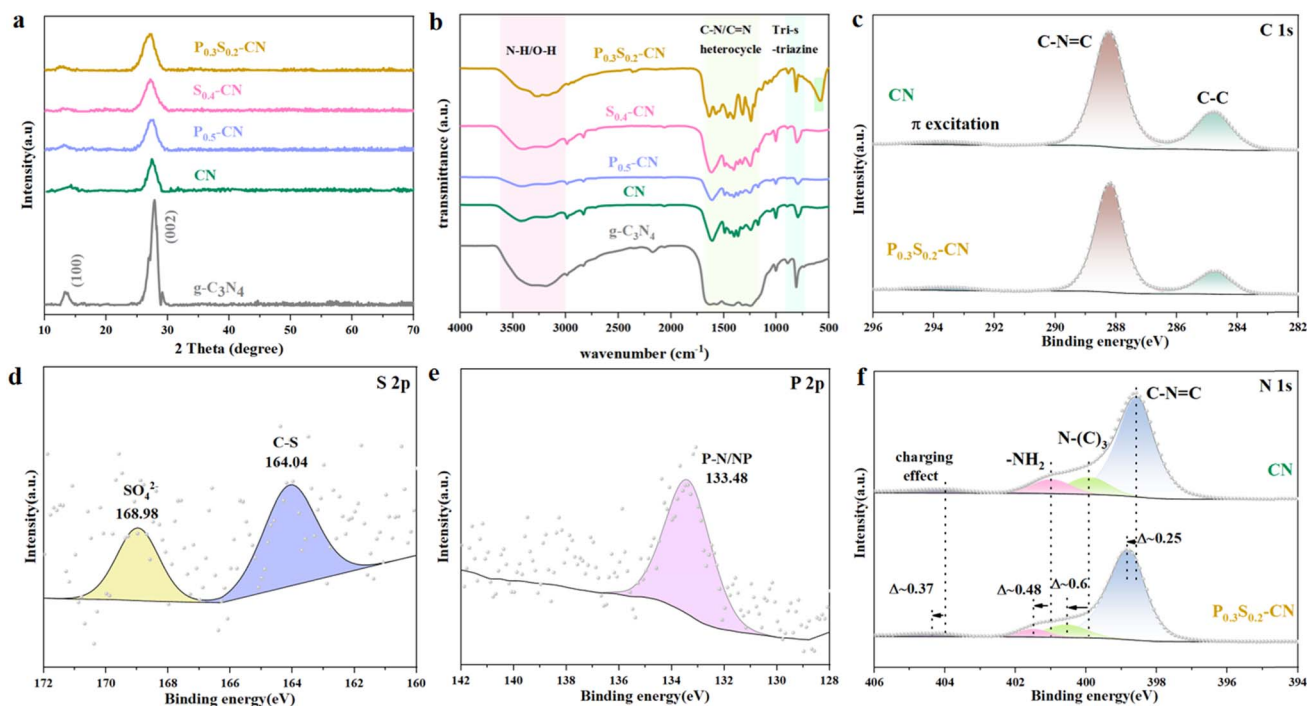 a
P0.3S0.2-CN
S0.4-CN
P0.5-CN
CN
(002)
(100)
g-C3N4
Intensity(a.u)
10 20 30 40 50 60 70
2 Theta (degree)
b
N-H/O-H
C-N/C=N
heterocycle
Tri-s
-triazine
P0.3S0.2-CN
S0.4-CN
P0.5-CN
CN
g-C3N4
transmittance (a.u.)
4000 3500 3000 2500 2000 1500 1000 500
wavenumber (cm-1)
c
C 1s
C-N=C
C-C
CN
π excitation
P0.3S0.2-CN
Intensity(a.u.)
296 294 292 290 288 286 284 282
Binding energy(eV)
d
S 2p
C-S
164.04
SO42-
168.98
Intensity(a.u.)
172 170 168 166 164 162 160
Binding energy(eV)
e
P 2p
P-N/NP
133.48
Intensity(a.u.)
142 140 138 136 134 132 130 128
Binding energy(eV)
f
N 1s
C-N=C
N-(C)3
-NH2
charging
effect
CN
Δ~0.25
Δ~0.6
Δ~0.48
Δ~0.37
P0.3S0.2-CN
Intensity(a.u.)
406 404 402 400 398 396 394
Binding energy(eV)